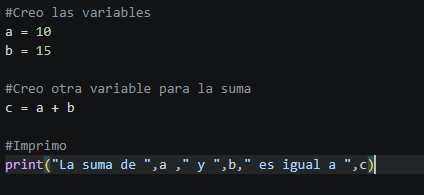 #Creo las variables
a = 10
b = 15
#Creo otra variable para la suma
c = a + b
#Imprimo
print("La suma de ",a ," y ",b," es igual a ",c)